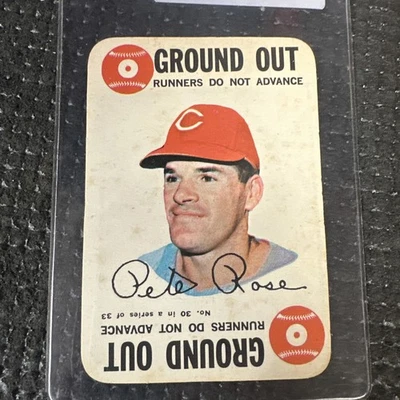 GROUND OUT
RUNNERS DO NOT ADVANCE
C
Pete Rose
No. 30 in a series of 33
RUNNERS DO NOT ADVANCE
GROUND OUT